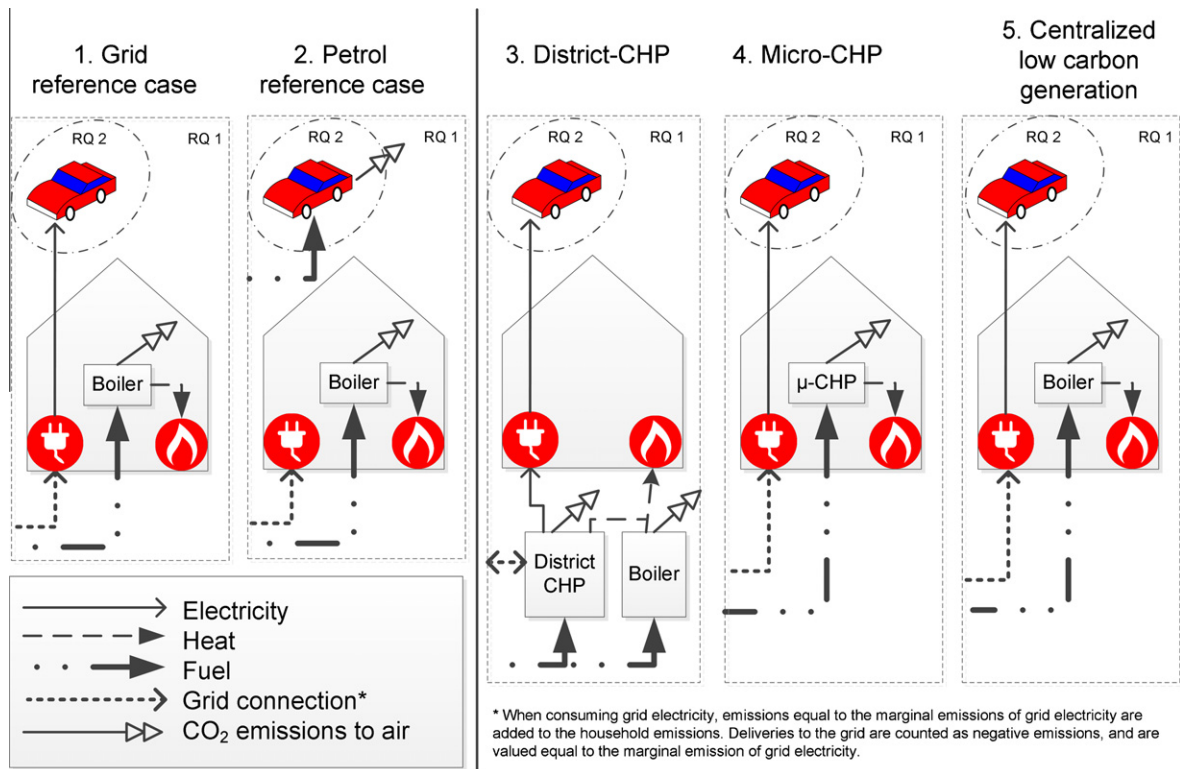 1. Grid
reference case
2. Petrol
reference case
3. District-CHP
4. Micro-CHP
5. Centralized
low carbon
generation
RQ 2
RQ 1
RQ 2
RQ 1
RQ 2
RQ 1
RQ 2
RQ 1
RQ 2
RQ 1
Boiler
Boiler
µ-CHP
Boiler
District
CHP
Boiler
Electricity
Heat
Fuel
Grid connection*
CO₂ emissions to air
* When consuming grid electricity, emissions equal to the marginal emissions of grid electricity are
added to the household emissions. Deliveries to the grid are counted as negative emissions, and are
valued equal to the marginal emission of grid electricity.